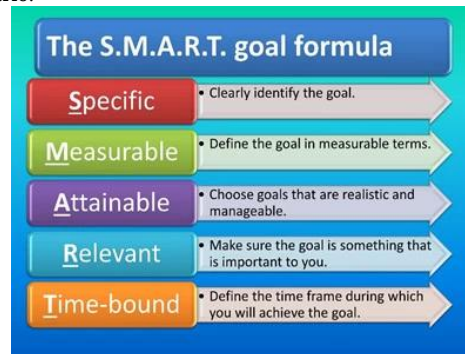 The S.M.A.R.T. goal formula
Specific
• Clearly identify the goal.
Measurable
• Define the goal in measurable terms.
Attainable
• Choose goals that are realistic and
manageable.
Relevant
• Make sure the goal is something that
is important to you.
Time-bound
• Define the time frame during which
you will achieve the goal.